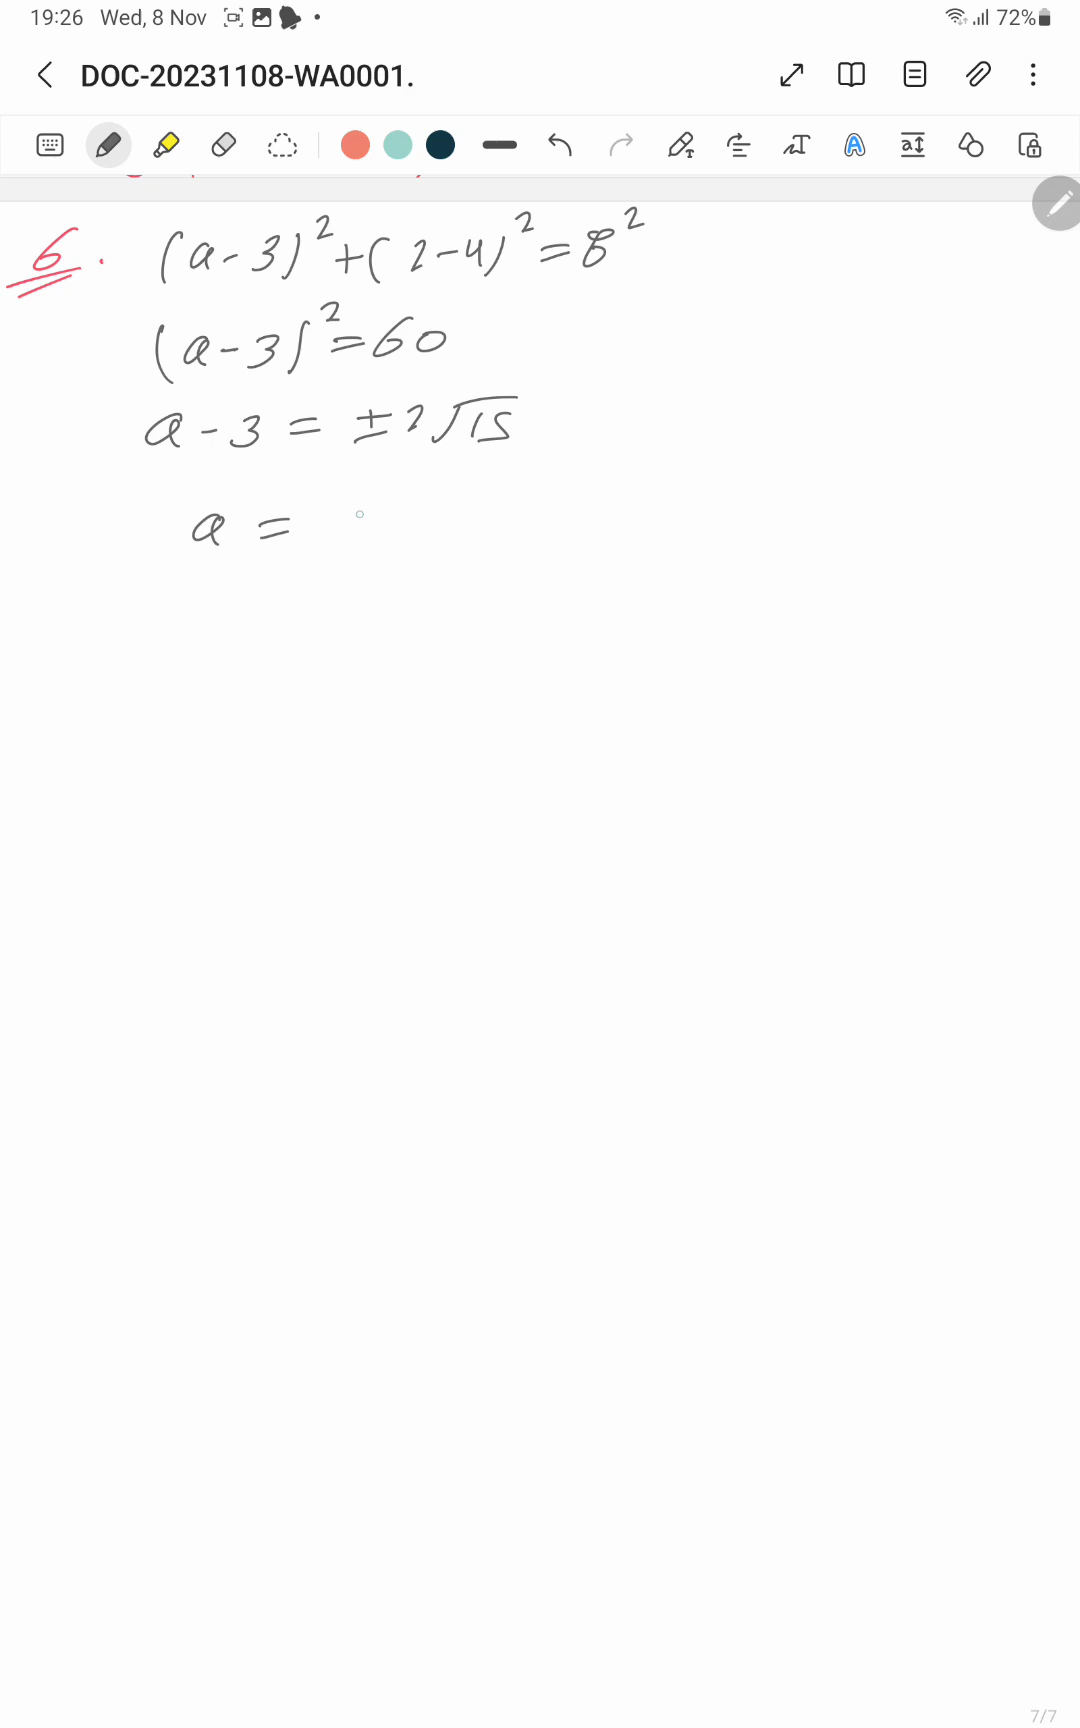 19:26 Wed, 8 Nov 72%
DOC-20231108-WA0001.
6. (a-3)²+(2-4)²=8²
(a-3)²=60
a-3=±2√15
a=
7/7